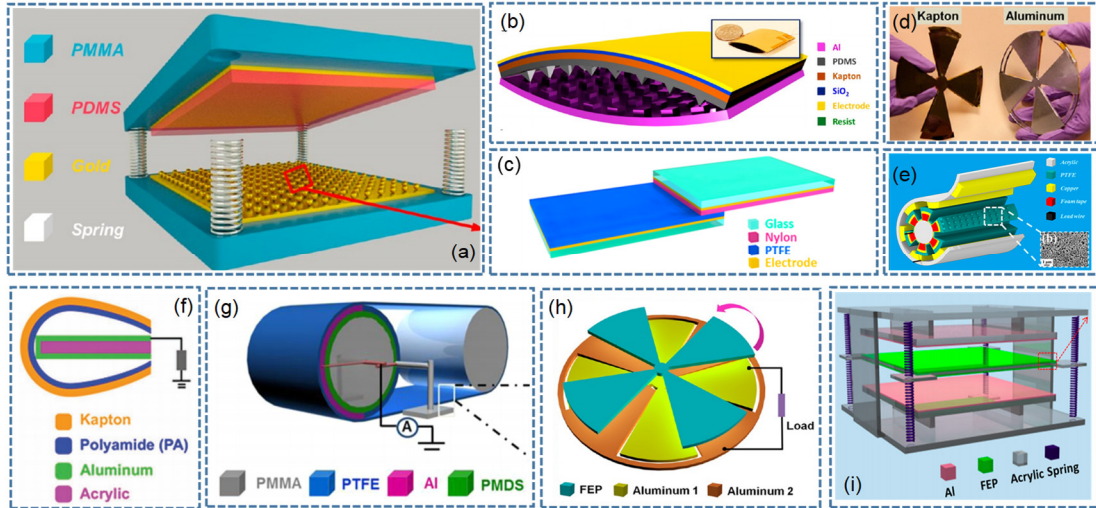 PMMA
PDMS
Gold
Spring
(a)
(b)
Al
PDMS
Kapton
SiO2
Electrode
Resist
(c)
Glass
Nylon
PTFE
Electrode
(d)
Kapton
Aluminum
(e)
Acrylic
PTFE
Copper
Foam tape
Lead wire
(b)
(f)
Kapton
Polyamide (PA)
Aluminum
Acrylic
(g)
A
PMMA PTFE Al PMDS
(h)
Load
FEP Aluminum 1 Aluminum 2
(i)
Al FEP Acrylic Spring